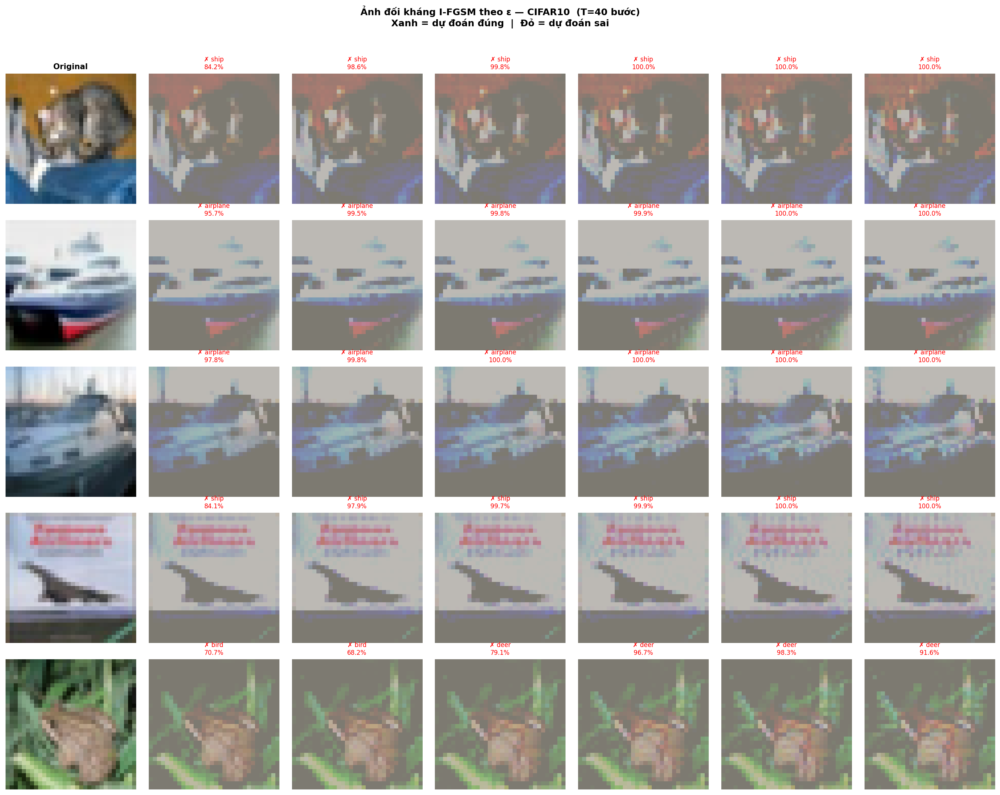 Ảnh đối kháng I-FGSM theo ε — CIFAR10 (T=40 bước)
Xanh = dự đoán đúng | Đỏ = dự đoán sai
Original
✗ ship
84.2%
✗ ship
98.6%
✗ ship
99.8%
✗ ship
100.0%
✗ ship
100.0%
✗ ship
100.0%
✗ airplane
95.7%
✗ airplane
99.5%
✗ airplane
99.8%
✗ airplane
99.9%
✗ airplane
100.0%
✗ airplane
100.0%
✗ airplane
97.8%
✗ airplane
99.8%
✗ airplane
100.0%
✗ airplane
100.0%
✗ airplane
100.0%
✗ airplane
100.0%
✗ ship
84.1%
✗ ship
97.9%
✗ ship
99.7%
✗ ship
99.9%
✗ ship
100.0%
✗ ship
100.0%
✗ bird
70.7%
✗ bird
68.2%
✗ deer
79.1%
✗ deer
96.7%
✗ deer
98.3%
✗ deer
91.6%